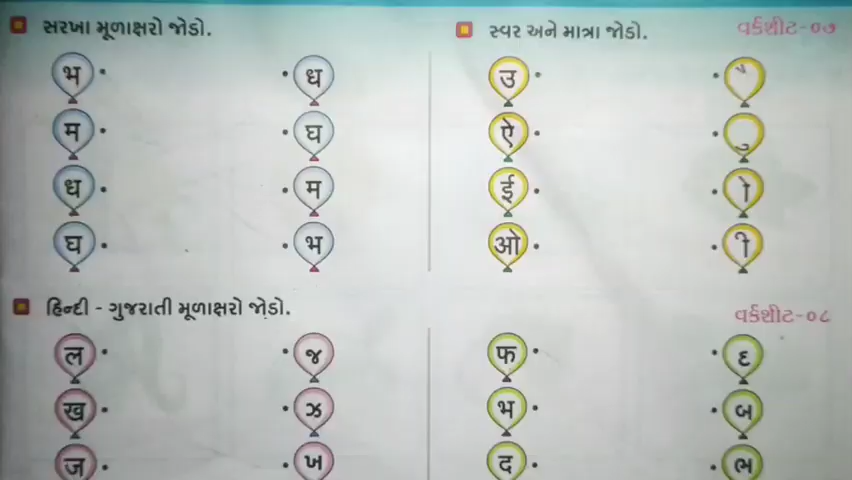 સરખા મૂળાક્ષરો જોડો.
भ ध
म घ
ध म
घ भ
સ્વર અને માત્રા જોડો. વર્કશીટ-૦૭
उ ै
ऐ ु
ई ो
ओ ी
હિન્દી - ગુજરાતી મૂળાક્ષરો જોડો. વર્કશીટ-૦૮
ल જ
ख ઝ
ज ખ
फ દ
भ બ
द ભ